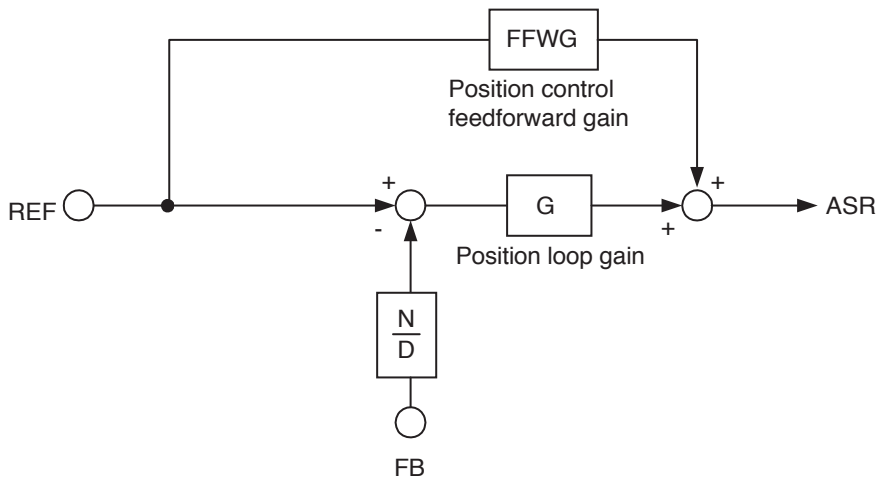 FFWG
Position control
feedforward gain
+
+
REF
G
ASR
-
+
Position loop gain
N
D
FB